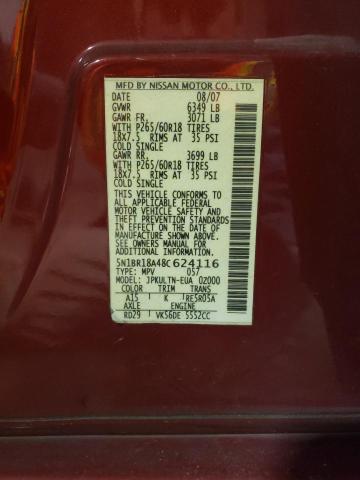 MFD BY NISSAN MOTOR CO., LTD.
DATE 08/07
GVWR 6349 LB
GAWR FR. 3071 LB
WITH P265/60R18 TIRES
18X7.5 RIMS AT 35 PSI
COLD SINGLE
GAWR RR. 3699 LB
WITH P265/60R18 TIRES
18X7.5 RIMS AT 35 PSI
COLD SINGLE
THIS VEHICLE CONFORMS TO
ALL APPLICABLE FEDERAL
MOTOR VEHICLE SAFETY AND
THEFT PREVENTION STANDARDS
IN EFFECT ON THE DATE OF
MANUFACTURE SHOWN ABOVE.
SEE OWNERS MANUAL FOR
ADDITIONAL INFORMATION.
5N1BR18A48C624116
TYPE: MPV 057
MODEL: JPKULTN-EUA 02000
COLOR TRIM TRANS
A15 K RE5R05A
AXLE ENGINE
RD29 VK56DE 5552CC